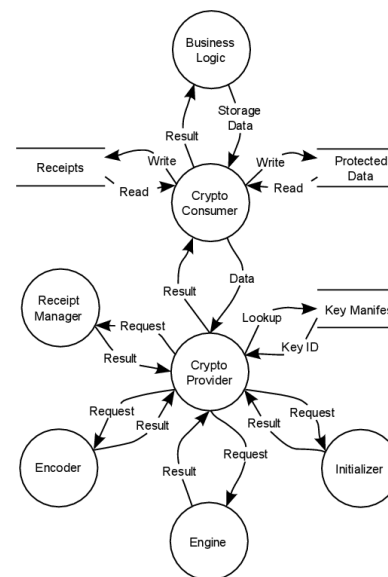 Business
Logic
Storage
Data
Result
Write
Write
Receipts
Protected
Data
Read
Read
Crypto
Consumer
Result
Data
Receipt
Manager
Request
Lookup
Key Manifes
Result
Key ID
Crypto
Provider
Request
Result
Result
Request
Encoder
Result
Request
Initializer
Engine